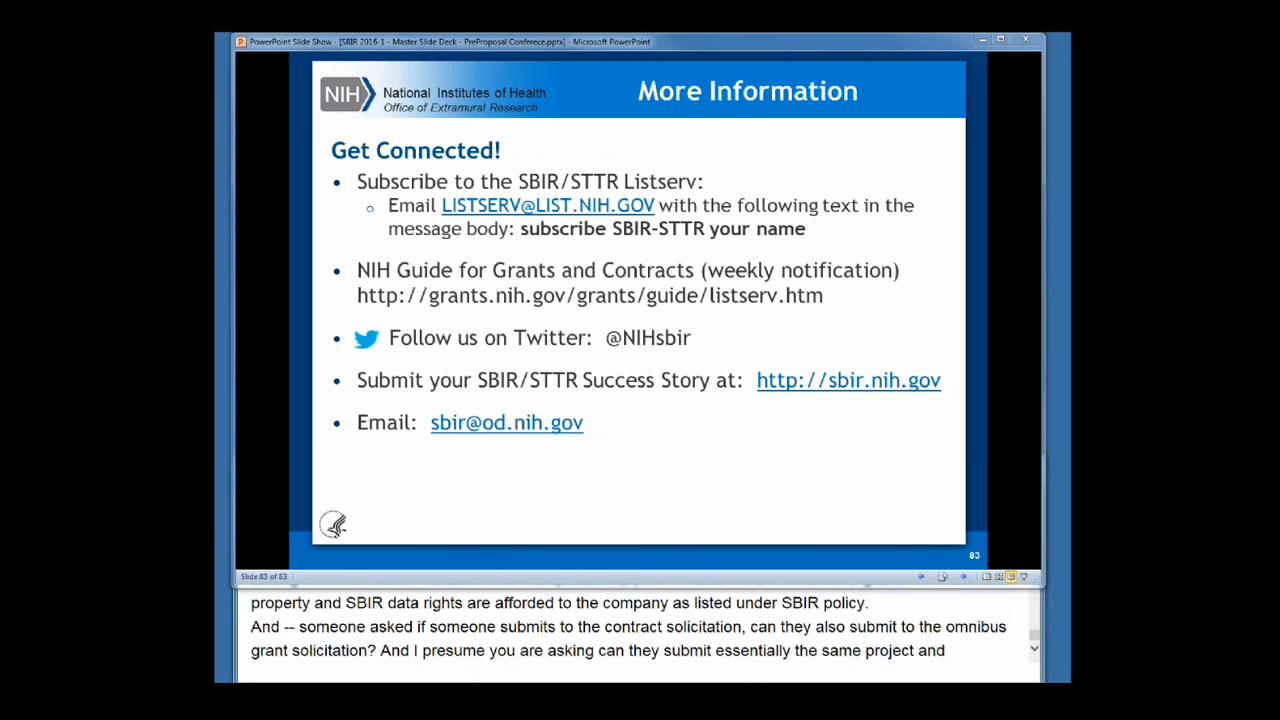 PowerPoint Slide Show - [SBIR 2016-1 - Master Slide Deck - PreProposal Conferece.pptx] - Microsoft PowerPoint
NIH National Institutes of Health
Office of Extramural Research
More Information
Get Connected!
• Subscribe to the SBIR/STTR Listserv:
o Email LISTSERV@LIST.NIH.GOV with the following text in the
message body: subscribe SBIR-STTR your name
• NIH Guide for Grants and Contracts (weekly notification)
http://grants.nih.gov/grants/guide/listserv.htm
• Follow us on Twitter: @NIHsbir
• Submit your SBIR/STTR Success Story at: http://sbir.nih.gov
• Email: sbir@od.nih.gov
83
Slide 83 of 83
property and SBIR data rights are afforded to the company as listed under SBIR policy.
And -- someone asked if someone submits to the contract solicitation, can they also submit to the omnibus
grant solicitation? And I presume you are asking can they submit essentially the same project and